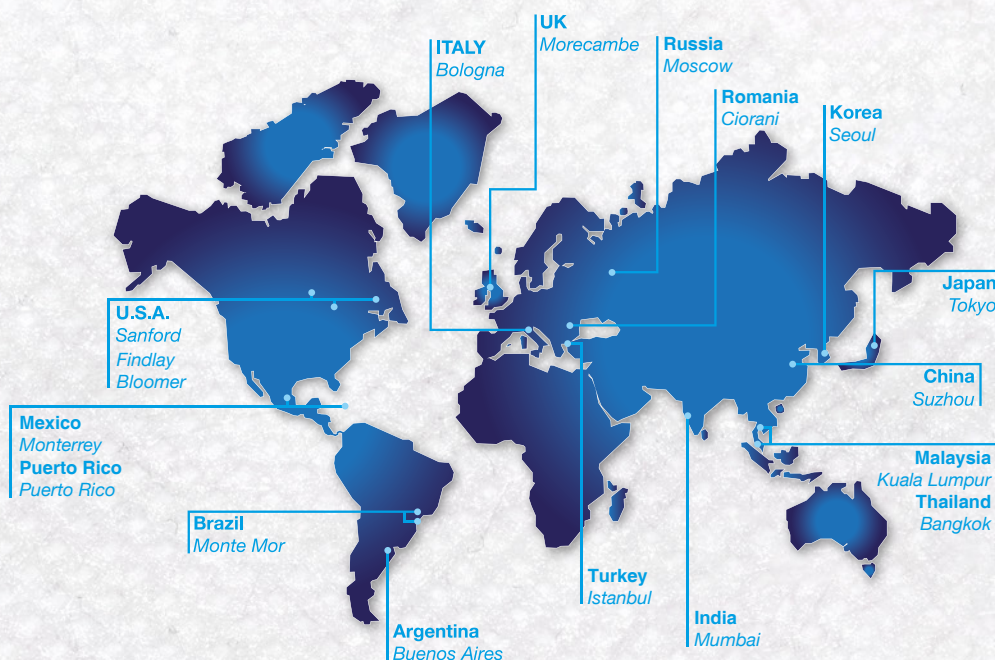 UK
Morecambe
ITALY
Bologna
Russia
Moscow
Romania
Ciorani
Korea
Seoul
Japan
Tokyo
U.S.A.
Sanford
Findlay
Bloomer
China
Suzhou
Mexico
Monterrey
Puerto Rico
Puerto Rico
Malaysia
Kuala Lumpur
Thailand
Bangkok
Brazil
Monte Mor
Turkey
Istanbul
India
Mumbai
Argentina
Buenos Aires